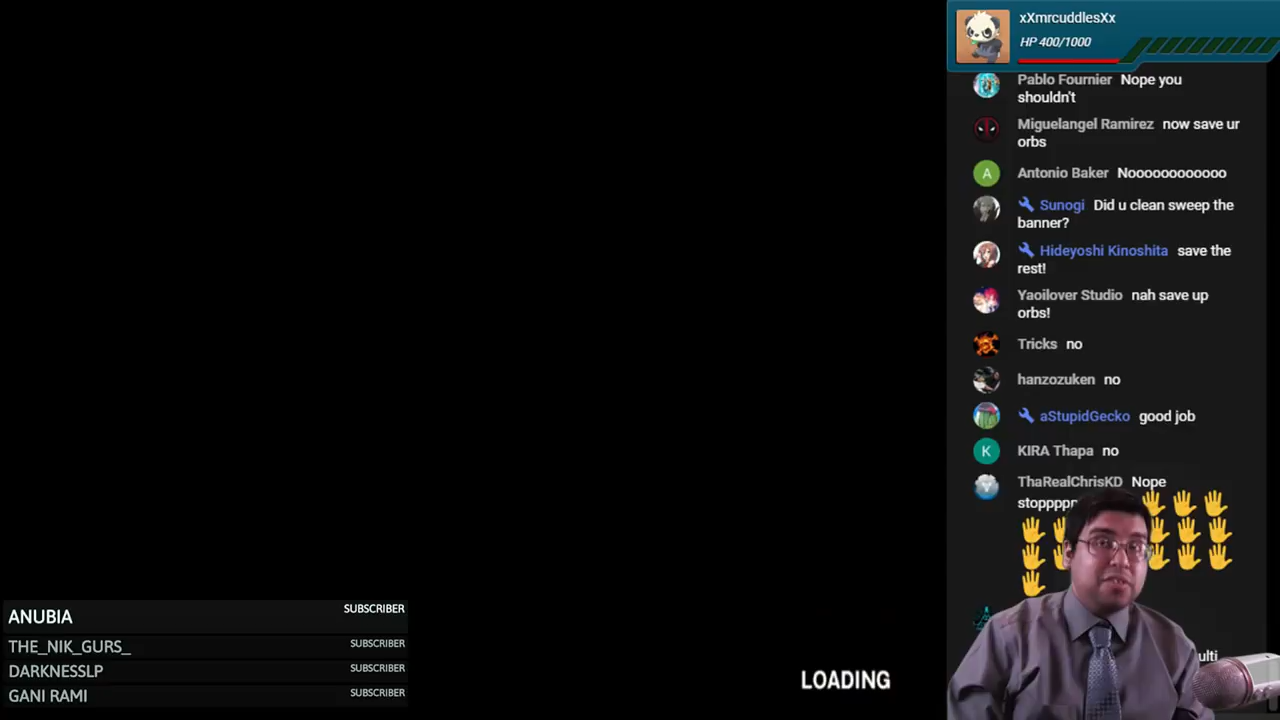 xXmrcuddlesXx
HP 400/1000
Pablo Fournier Nope you
shouldn't
Miguelangel Ramirez now save ur
orbs
Antonio Baker Nooooooooooo
A
Sunogi Did u clean sweep the
banner?
Hideyoshi Kinoshita save the
rest!
Yaoilover Studio nah save up
orbs!
Tricks no
hanzozuken no
aStupidGecko good job
K
KIRA Thapa no
ThaRealChrisKD Nope
ANUBIA SUBSCRIBER
THE_NIK_GURS_ SUBSCRIBER
DARKNESSLP SUBSCRIBER
GANI RAMI SUBSCRIBER
LOADING